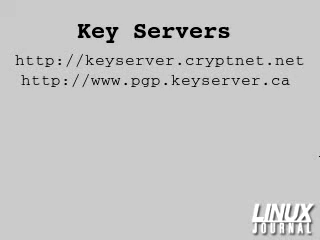 Key Servers
http://keyserver.cryptnet.net
http://www.pgp.keyserver.ca
LINUX
JOURNAL